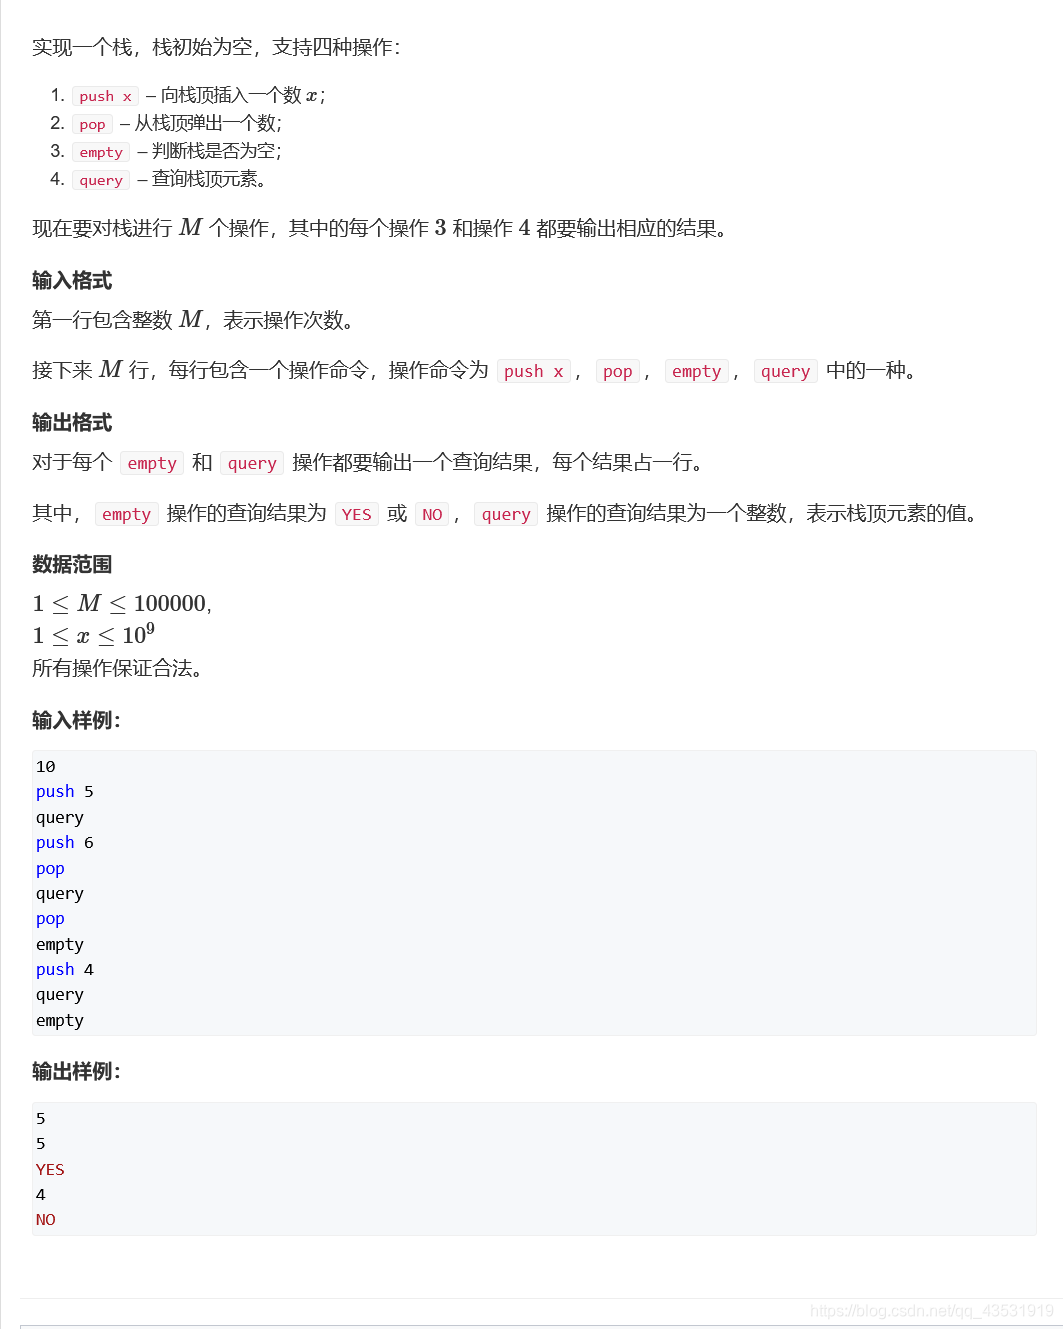 实现一个栈，栈初始为空，支持四种操作：
1. push x – 向栈顶插入一个数 x；
2. pop – 从栈顶弹出一个数；
3. empty – 判断栈是否为空；
4. query – 查询栈顶元素。
现在要对栈进行 M 个操作，其中的每个操作 3 和操作 4 都要输出相应的结果。
输入格式
第一行包含整数 M，表示操作次数。
接下来 M 行，每行包含一个操作命令，操作命令为 push x，pop，empty，query 中的一种。
输出格式
对于每个 empty 和 query 操作都要输出一个查询结果，每个结果占一行。
其中，empty 操作的查询结果为 YES 或 NO，query 操作的查询结果为一个整数，表示栈顶元素的值。
数据范围
1 ≤ M ≤ 100000,
1 ≤ x ≤ 10⁹
所有操作保证合法。
输入样例：
10
push 5
query
push 6
pop
query
pop
empty
push 4
query
empty
输出样例：
5
5
YES
4
NO
https://blog.csdn.net/qq_43531919